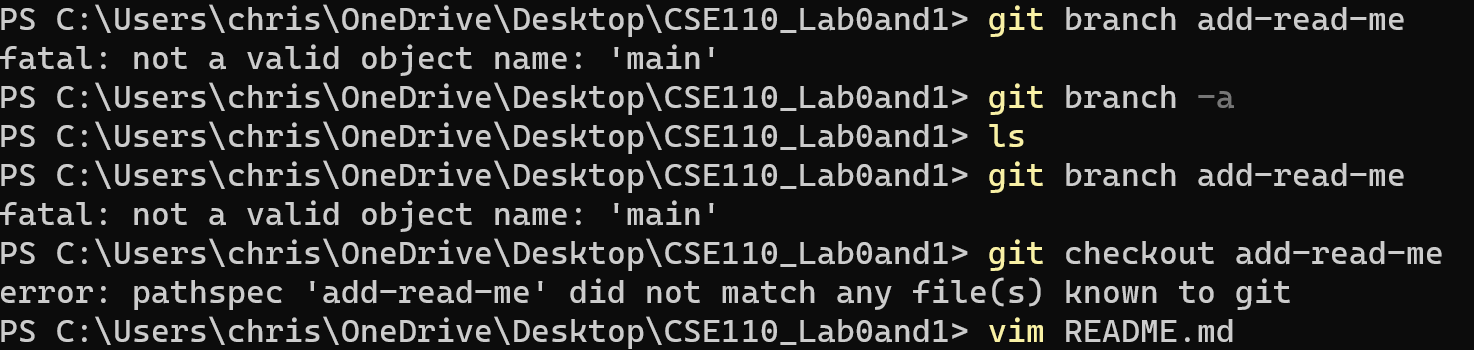 PS C:\Users\chris\OneDrive\Desktop\CSE110_Lab0and1> git branch add-read-me
fatal: not a valid object name: 'main'
PS C:\Users\chris\OneDrive\Desktop\CSE110_Lab0and1> git branch -a
PS C:\Users\chris\OneDrive\Desktop\CSE110_Lab0and1> ls
PS C:\Users\chris\OneDrive\Desktop\CSE110_Lab0and1> git branch add-read-me
fatal: not a valid object name: 'main'
PS C:\Users\chris\OneDrive\Desktop\CSE110_Lab0and1> git checkout add-read-me
error: pathspec 'add-read-me' did not match any file(s) known to git
PS C:\Users\chris\OneDrive\Desktop\CSE110_Lab0and1> vim README.md